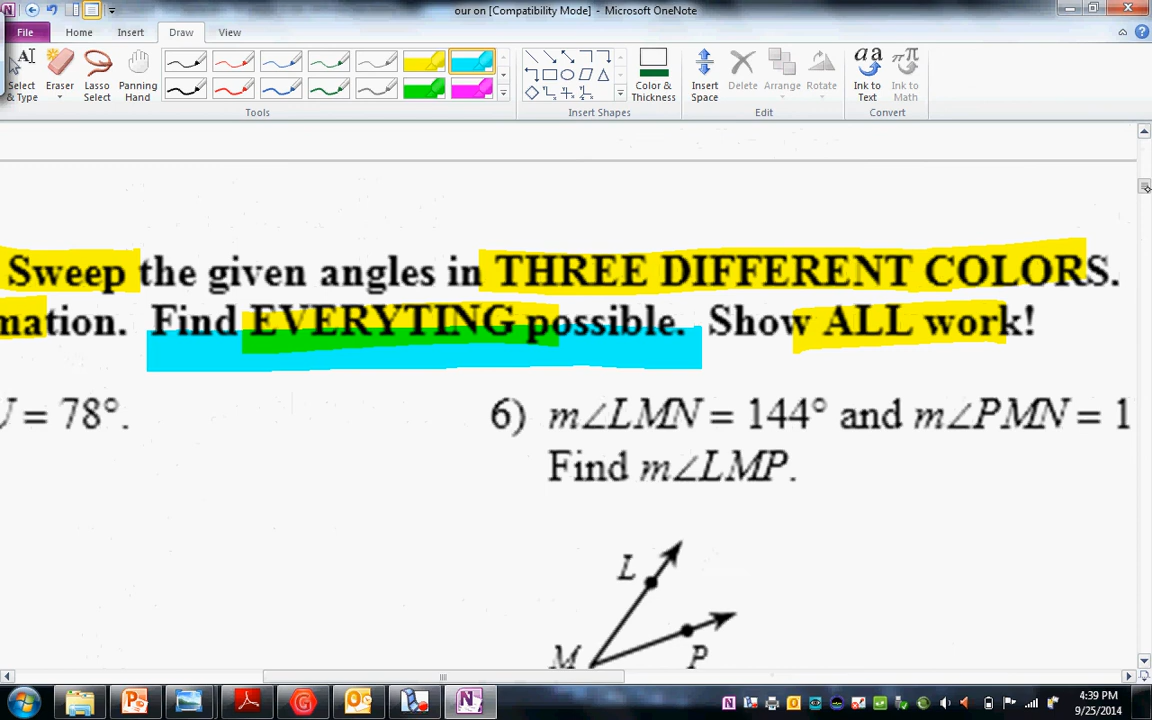 our on [Compatibility Mode] - Microsoft OneNote
File Home Insert Draw View
Select & Type
Eraser
Lasso Select
Panning Hand
Color & Thickness
Insert Space
Delete
Arrange
Rotate
Ink to Text
Ink to Math
Tools Insert Shapes Edit Convert
Sweep the given angles in THREE DIFFERENT COLORS.
mation. Find EVERYTING possible. Show ALL work!
U = 78°.
6) m∠LMN = 144° and m∠PMN = 1
Find m∠LMP.
L
M P
4:39 PM
9/25/2014